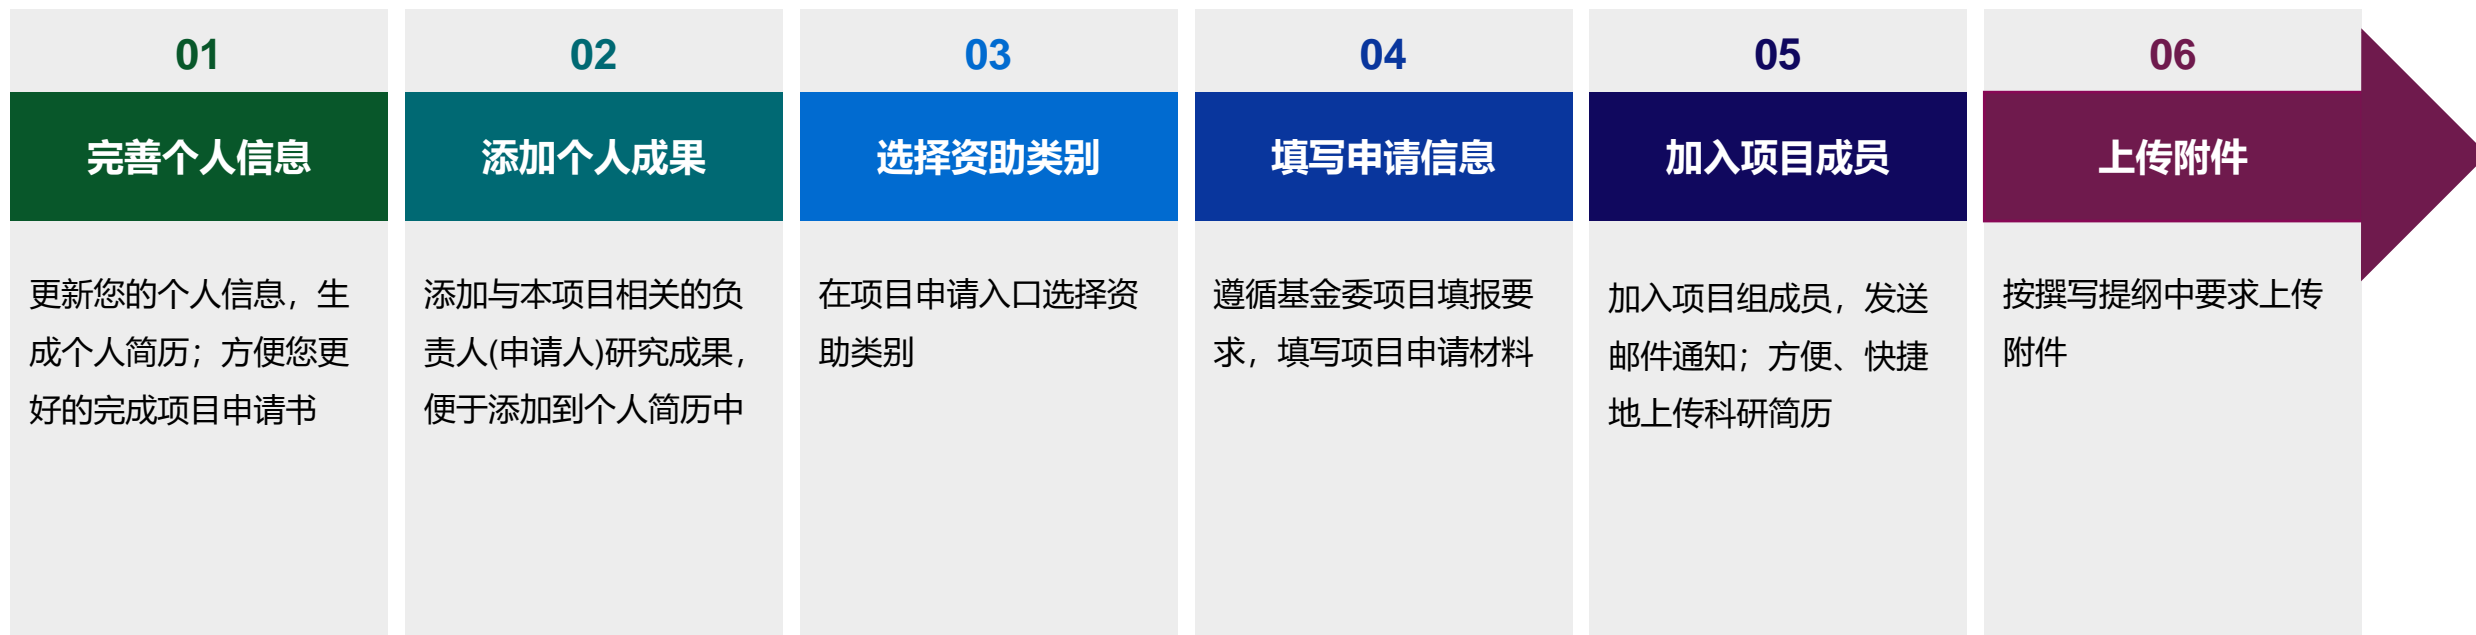 01
完善个人信息
更新您的个人信息，生
成个人简历；方便您更
好的完成项目申请书
02
添加个人成果
添加与本项目相关的负
责人(申请人)研究成果，
便于添加到个人简历中
03
选择资助类别
在项目申请入口选择资
助类别
04
填写申请信息
遵循基金委项目填报要
求，填写项目申请材料
05
加入项目成员
加入项目组成员，发送
邮件通知；方便、快捷
地上传科研简历
06
上传附件
按撰写提纲中要求上传
附件